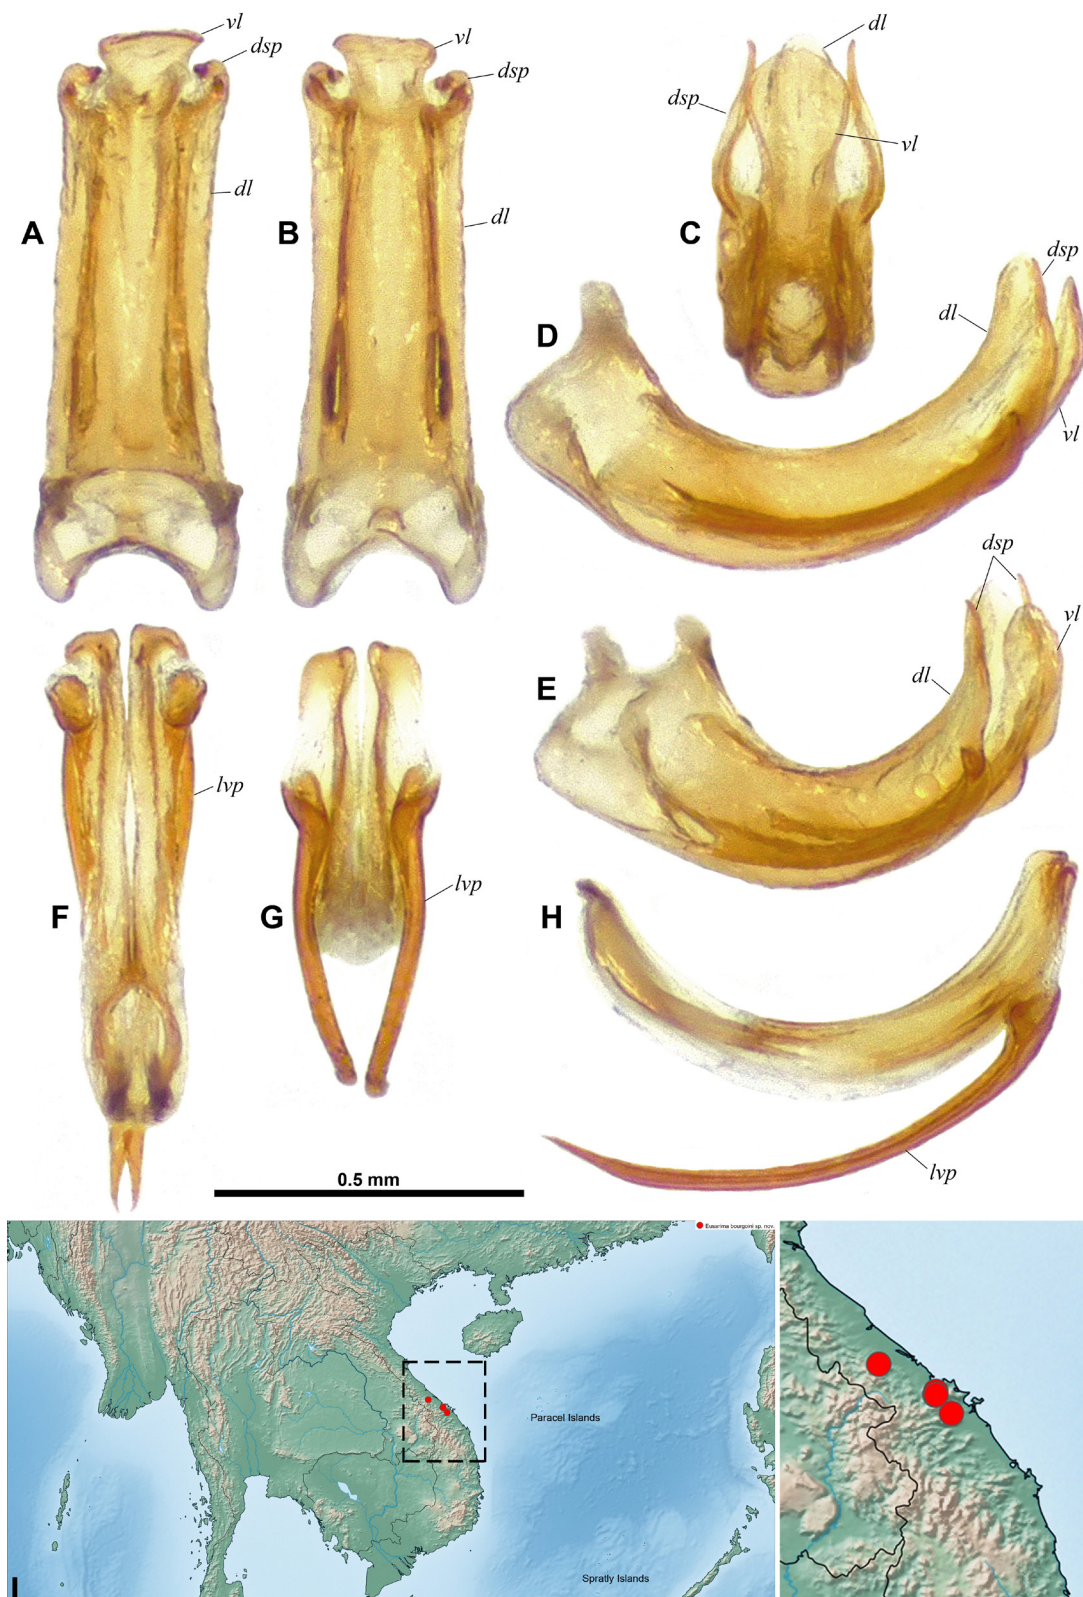 vl
dsp
dl
A
vl
dsp
dl
B
dl
dsp
vl
C
dsp
dl
D
vl
dsp
vl
dl
E
lvp
F
lvp
G
H
lvp
0.5 mm
Eusarima bourgoini sp. nov.
Paracel Islands
Spratly Islands